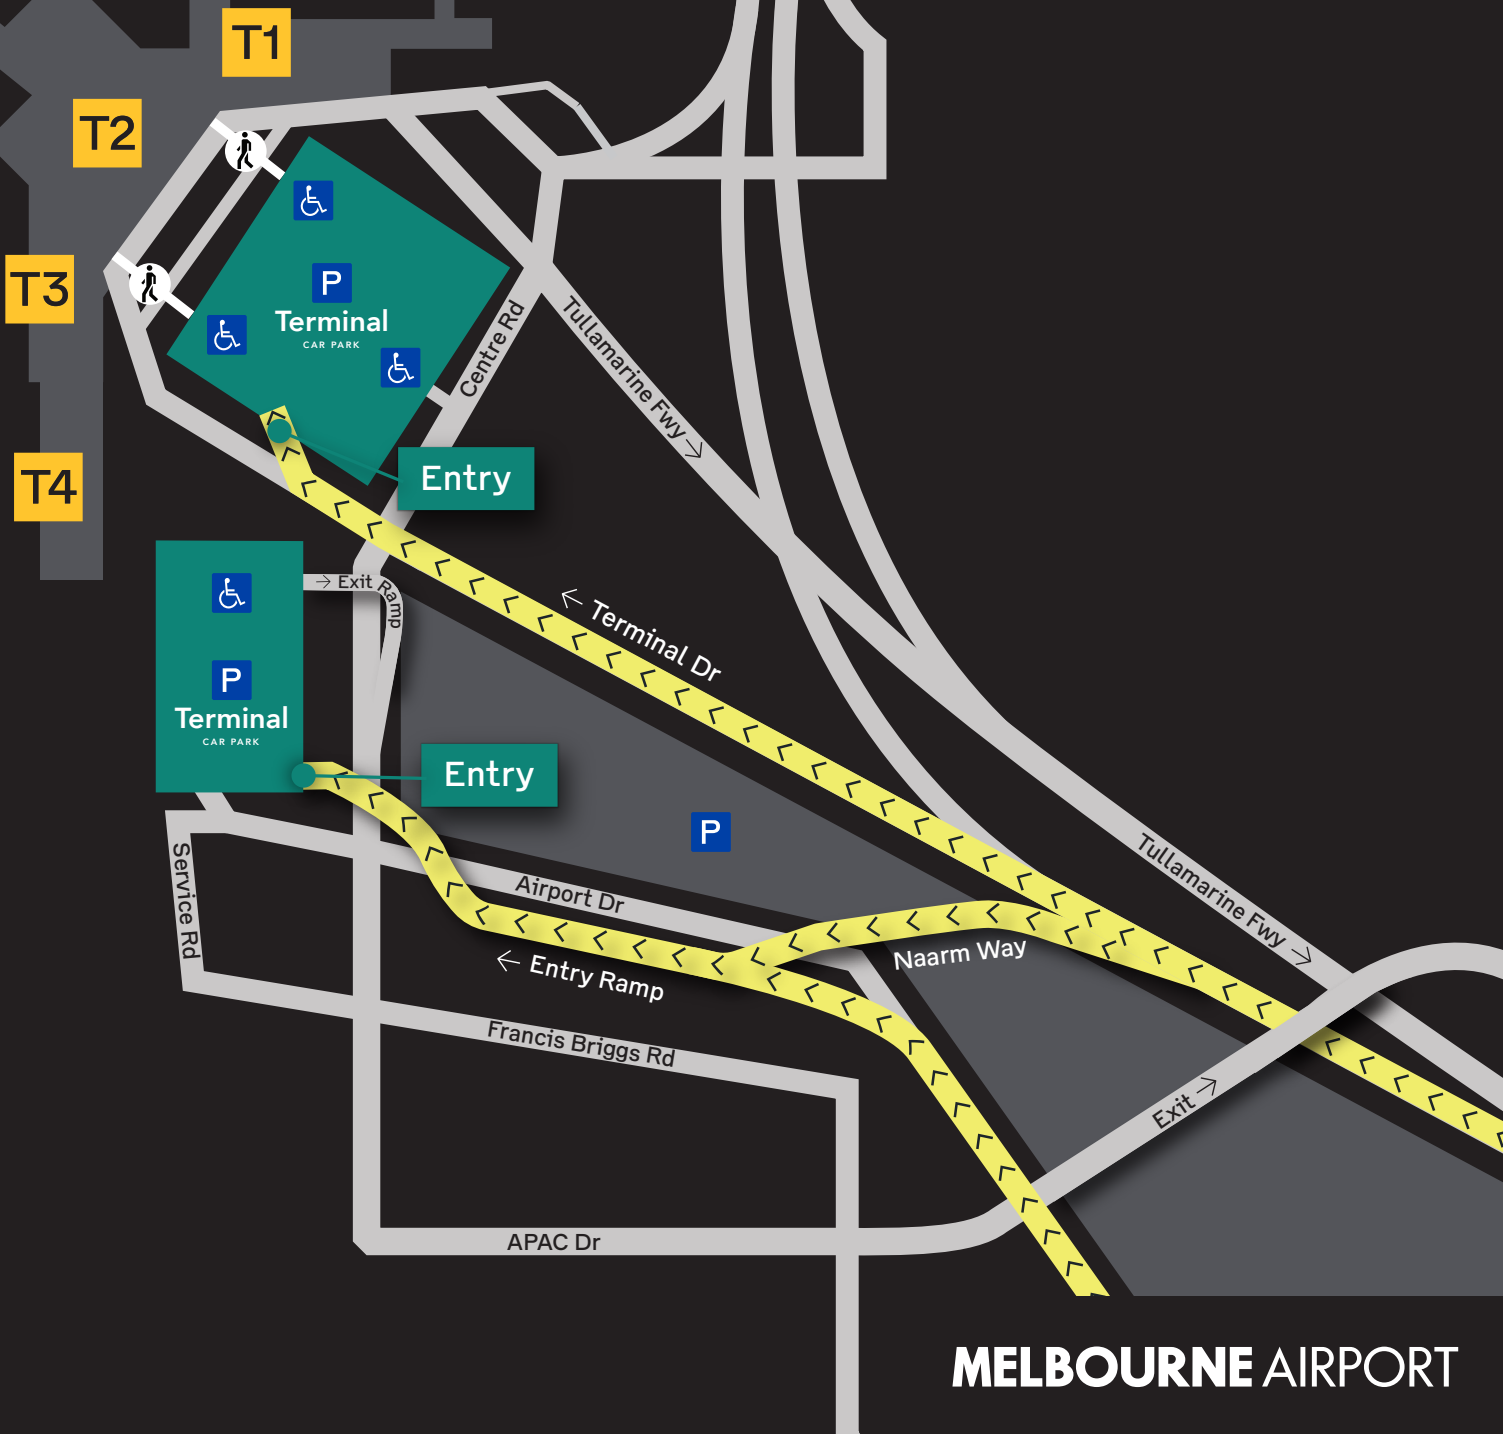 T1
T2
T3
T4
P
Terminal
CAR PARK
Centre Rd
Tullamarine Fwy →
Entry
→ Exit Ramp
← Terminal Dr
P
Terminal
CAR PARK
Entry
P
Service Rd
Airport Dr
Tullamarine Fwy →
Naarm Way
← Entry Ramp
Francis Briggs Rd
Exit →
APAC Dr
MELBOURNE AIRPORT